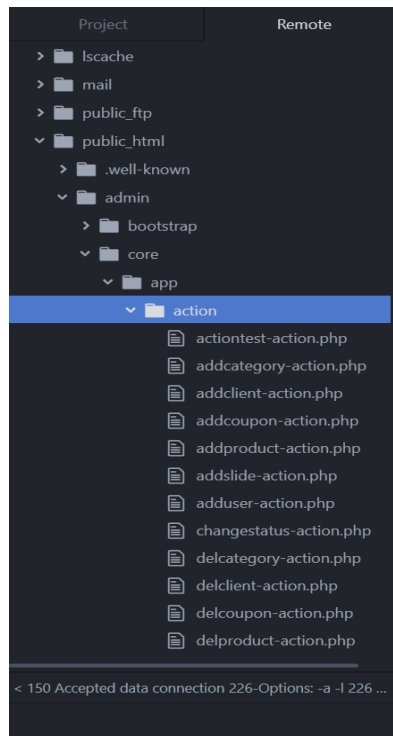 Project Remote
lscache
mail
public_ftp
public_html
.well-known
admin
bootstrap
core
app
action
actiontest-action.php
addcategory-action.php
addclient-action.php
addcoupon-action.php
addproduct-action.php
addslide-action.php
adduser-action.php
changestatus-action.php
delcategory-action.php
delclient-action.php
delcoupon-action.php
delproduct-action.php
< 150 Accepted data connection 226-Options: -a -l 226 ...